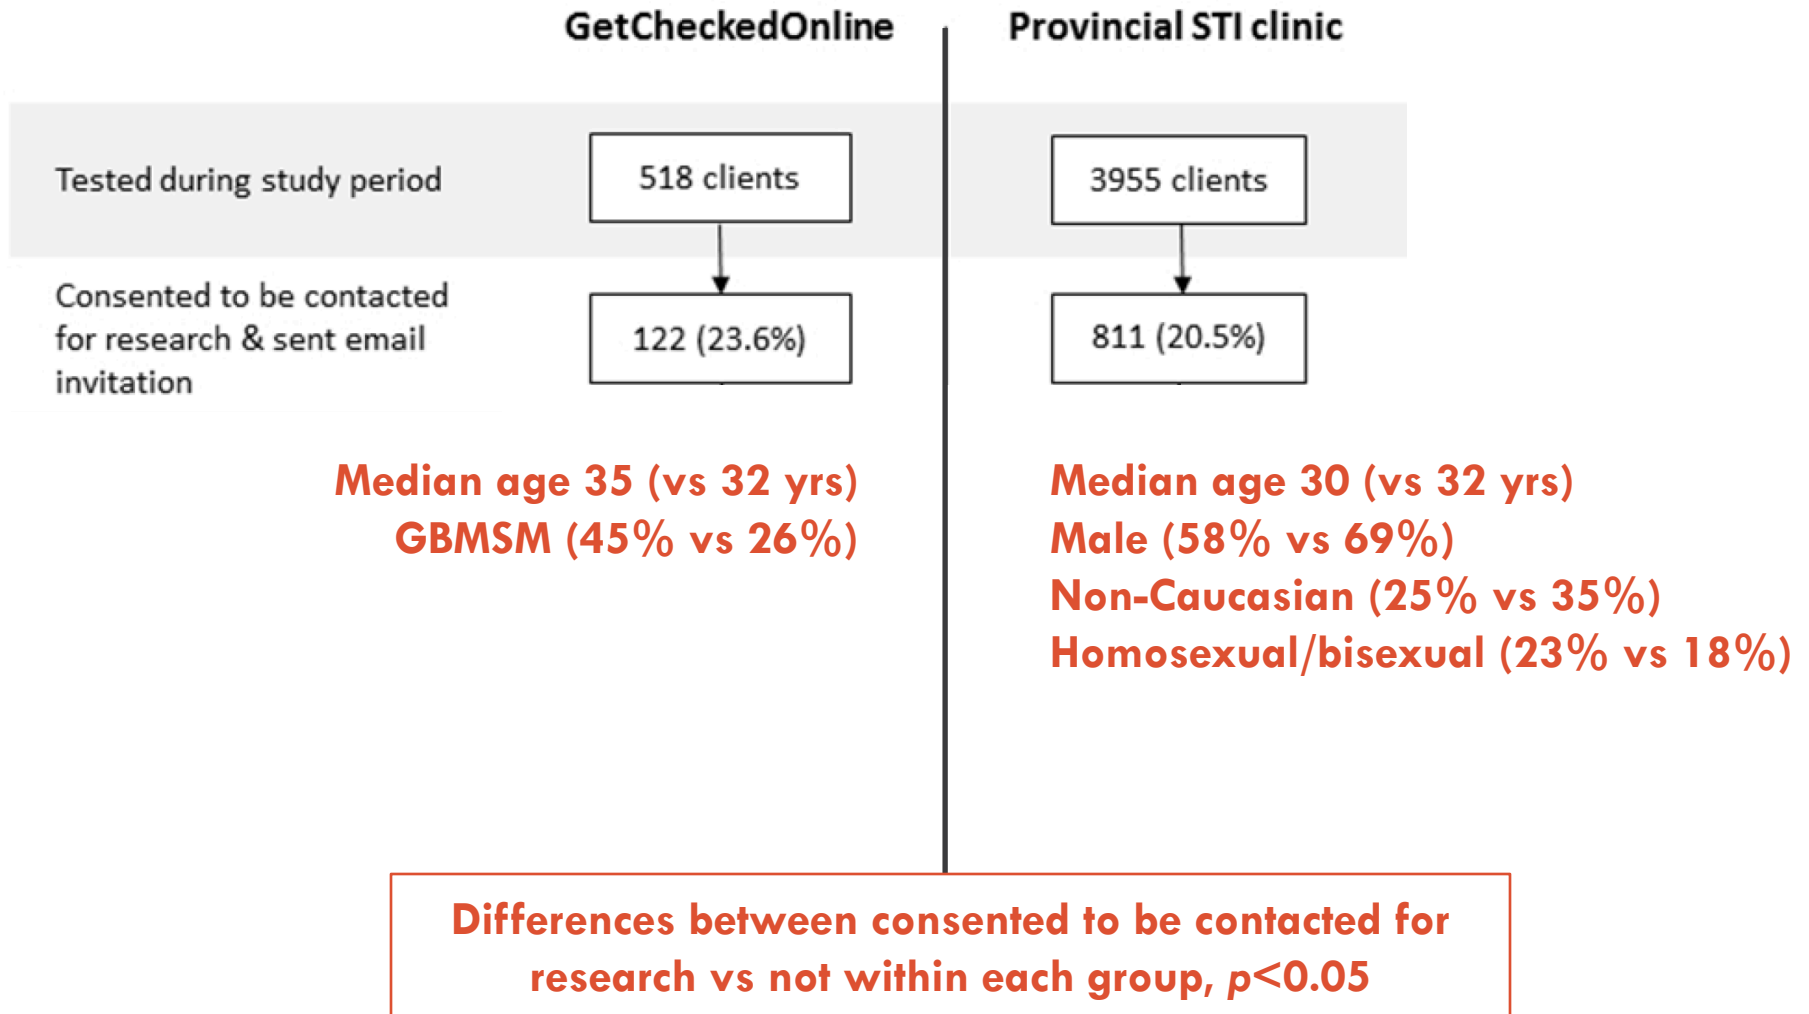 GetCheckedOnline
Provincial STI clinic
Tested during study period
518 clients
3955 clients
Consented to be contacted
for research & sent email
invitation
122 (23.6%)
811 (20.5%)
Median age 35 (vs 32 yrs)
GBMSM (45% vs 26%)
Median age 30 (vs 32 yrs)
Male (58% vs 69%)
Non-Caucasian (25% vs 35%)
Homosexual/bisexual (23% vs 18%)
Differences between consented to be contacted for
research vs not within each group, p<0.05